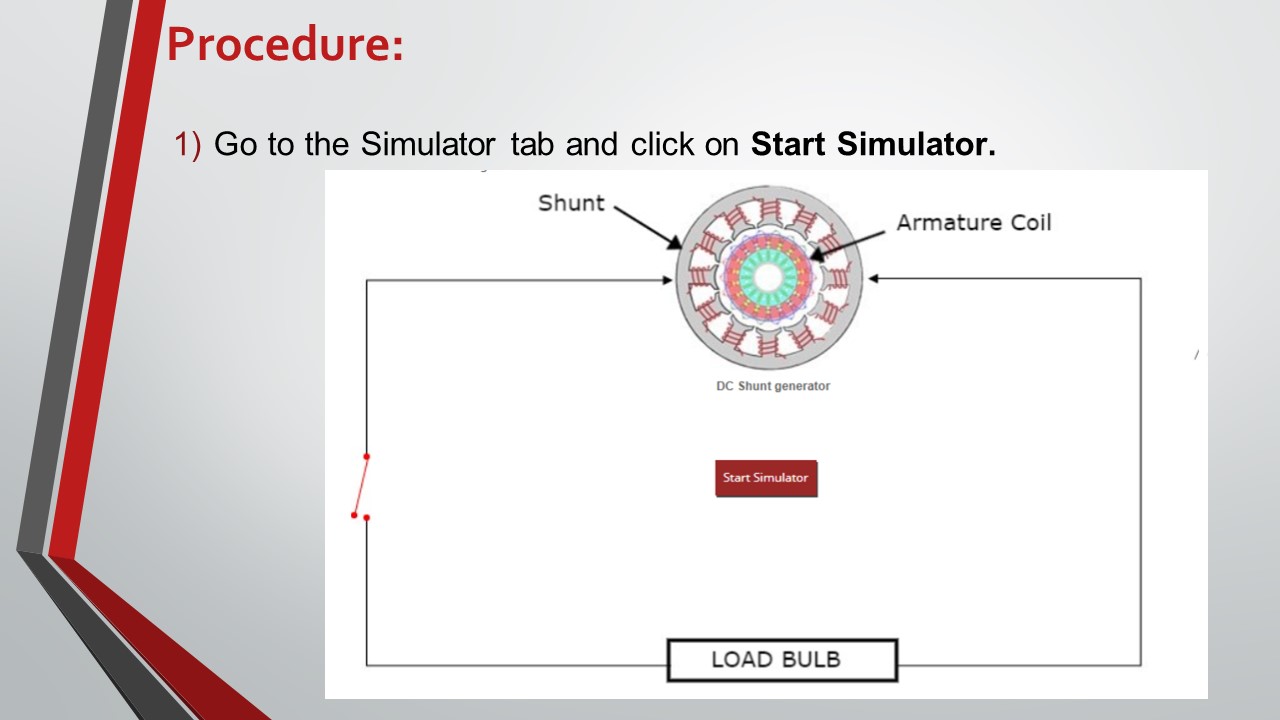 Procedure:
1) Go to the Simulator tab and click on Start Simulator.
Shunt
Armature Coil
DC Shunt generator
Start Simulator
LOAD BULB